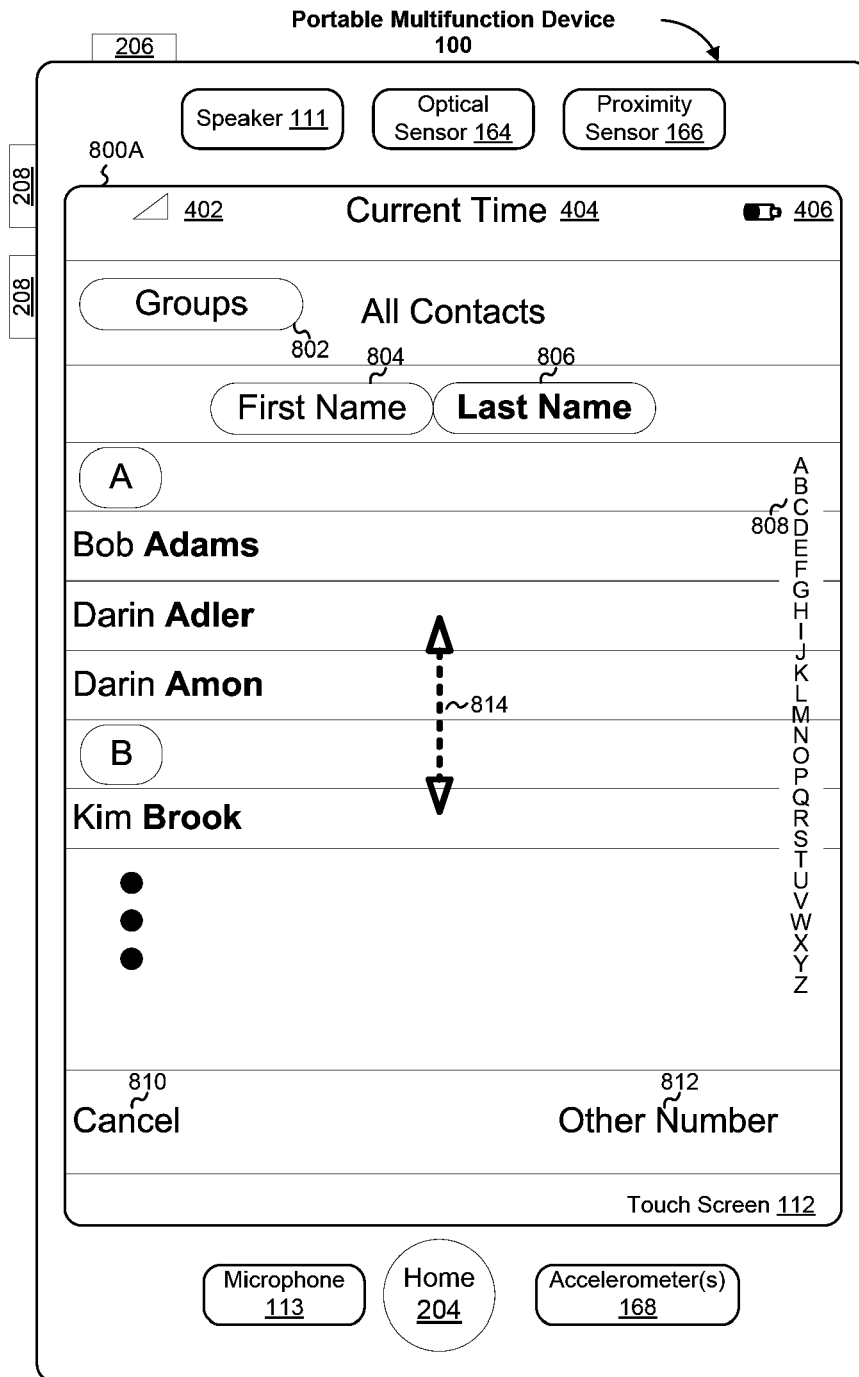 Portable Multifunction Device
100
206
Speaker 111
Optical
Sensor 164
Proximity
Sensor 166
800A
208
208
402
Current Time 404
406
Groups
All Contacts
802
804
806
First Name
Last Name
A
Bob Adams
Darin Adler
Darin Amon
814
B
Kim Brook
808
A
B
C
D
E
F
G
H
I
J
K
L
M
N
O
P
Q
R
S
T
U
V
W
X
Y
Z
810
Cancel
812
Other Number
Touch Screen 112
Microphone
113
Home
204
Accelerometer(s)
168